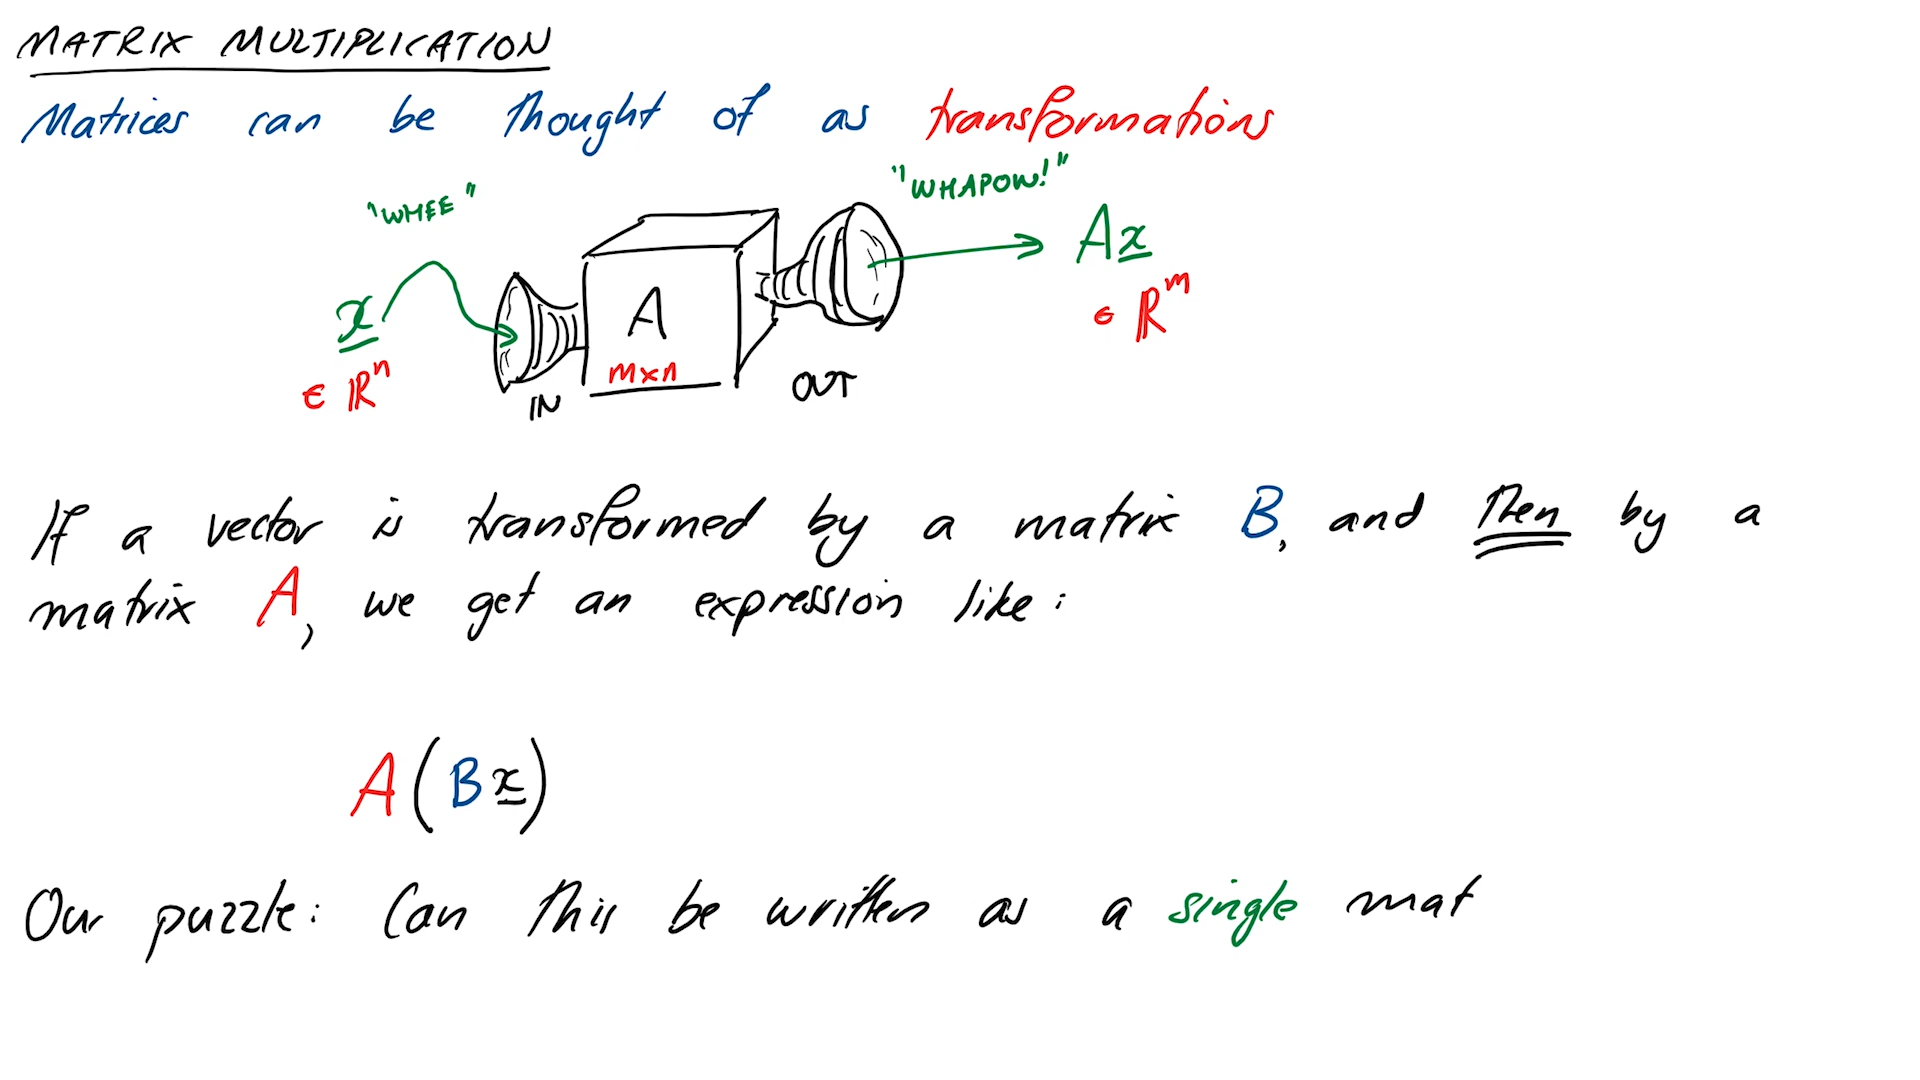 MATRIX MULTIPLICATION
Matrices can be thought of as transformations
"WHEE"
"WHAPOW!"
x
∈ ℝⁿ
A
m×n
IN
OUT
Ax
∈ ℝᵐ
If a vector is transformed by a matrix B, and then by a
matrix A, we get an expression like:
A(Bx)
Our puzzle: Can this be written as a single mat